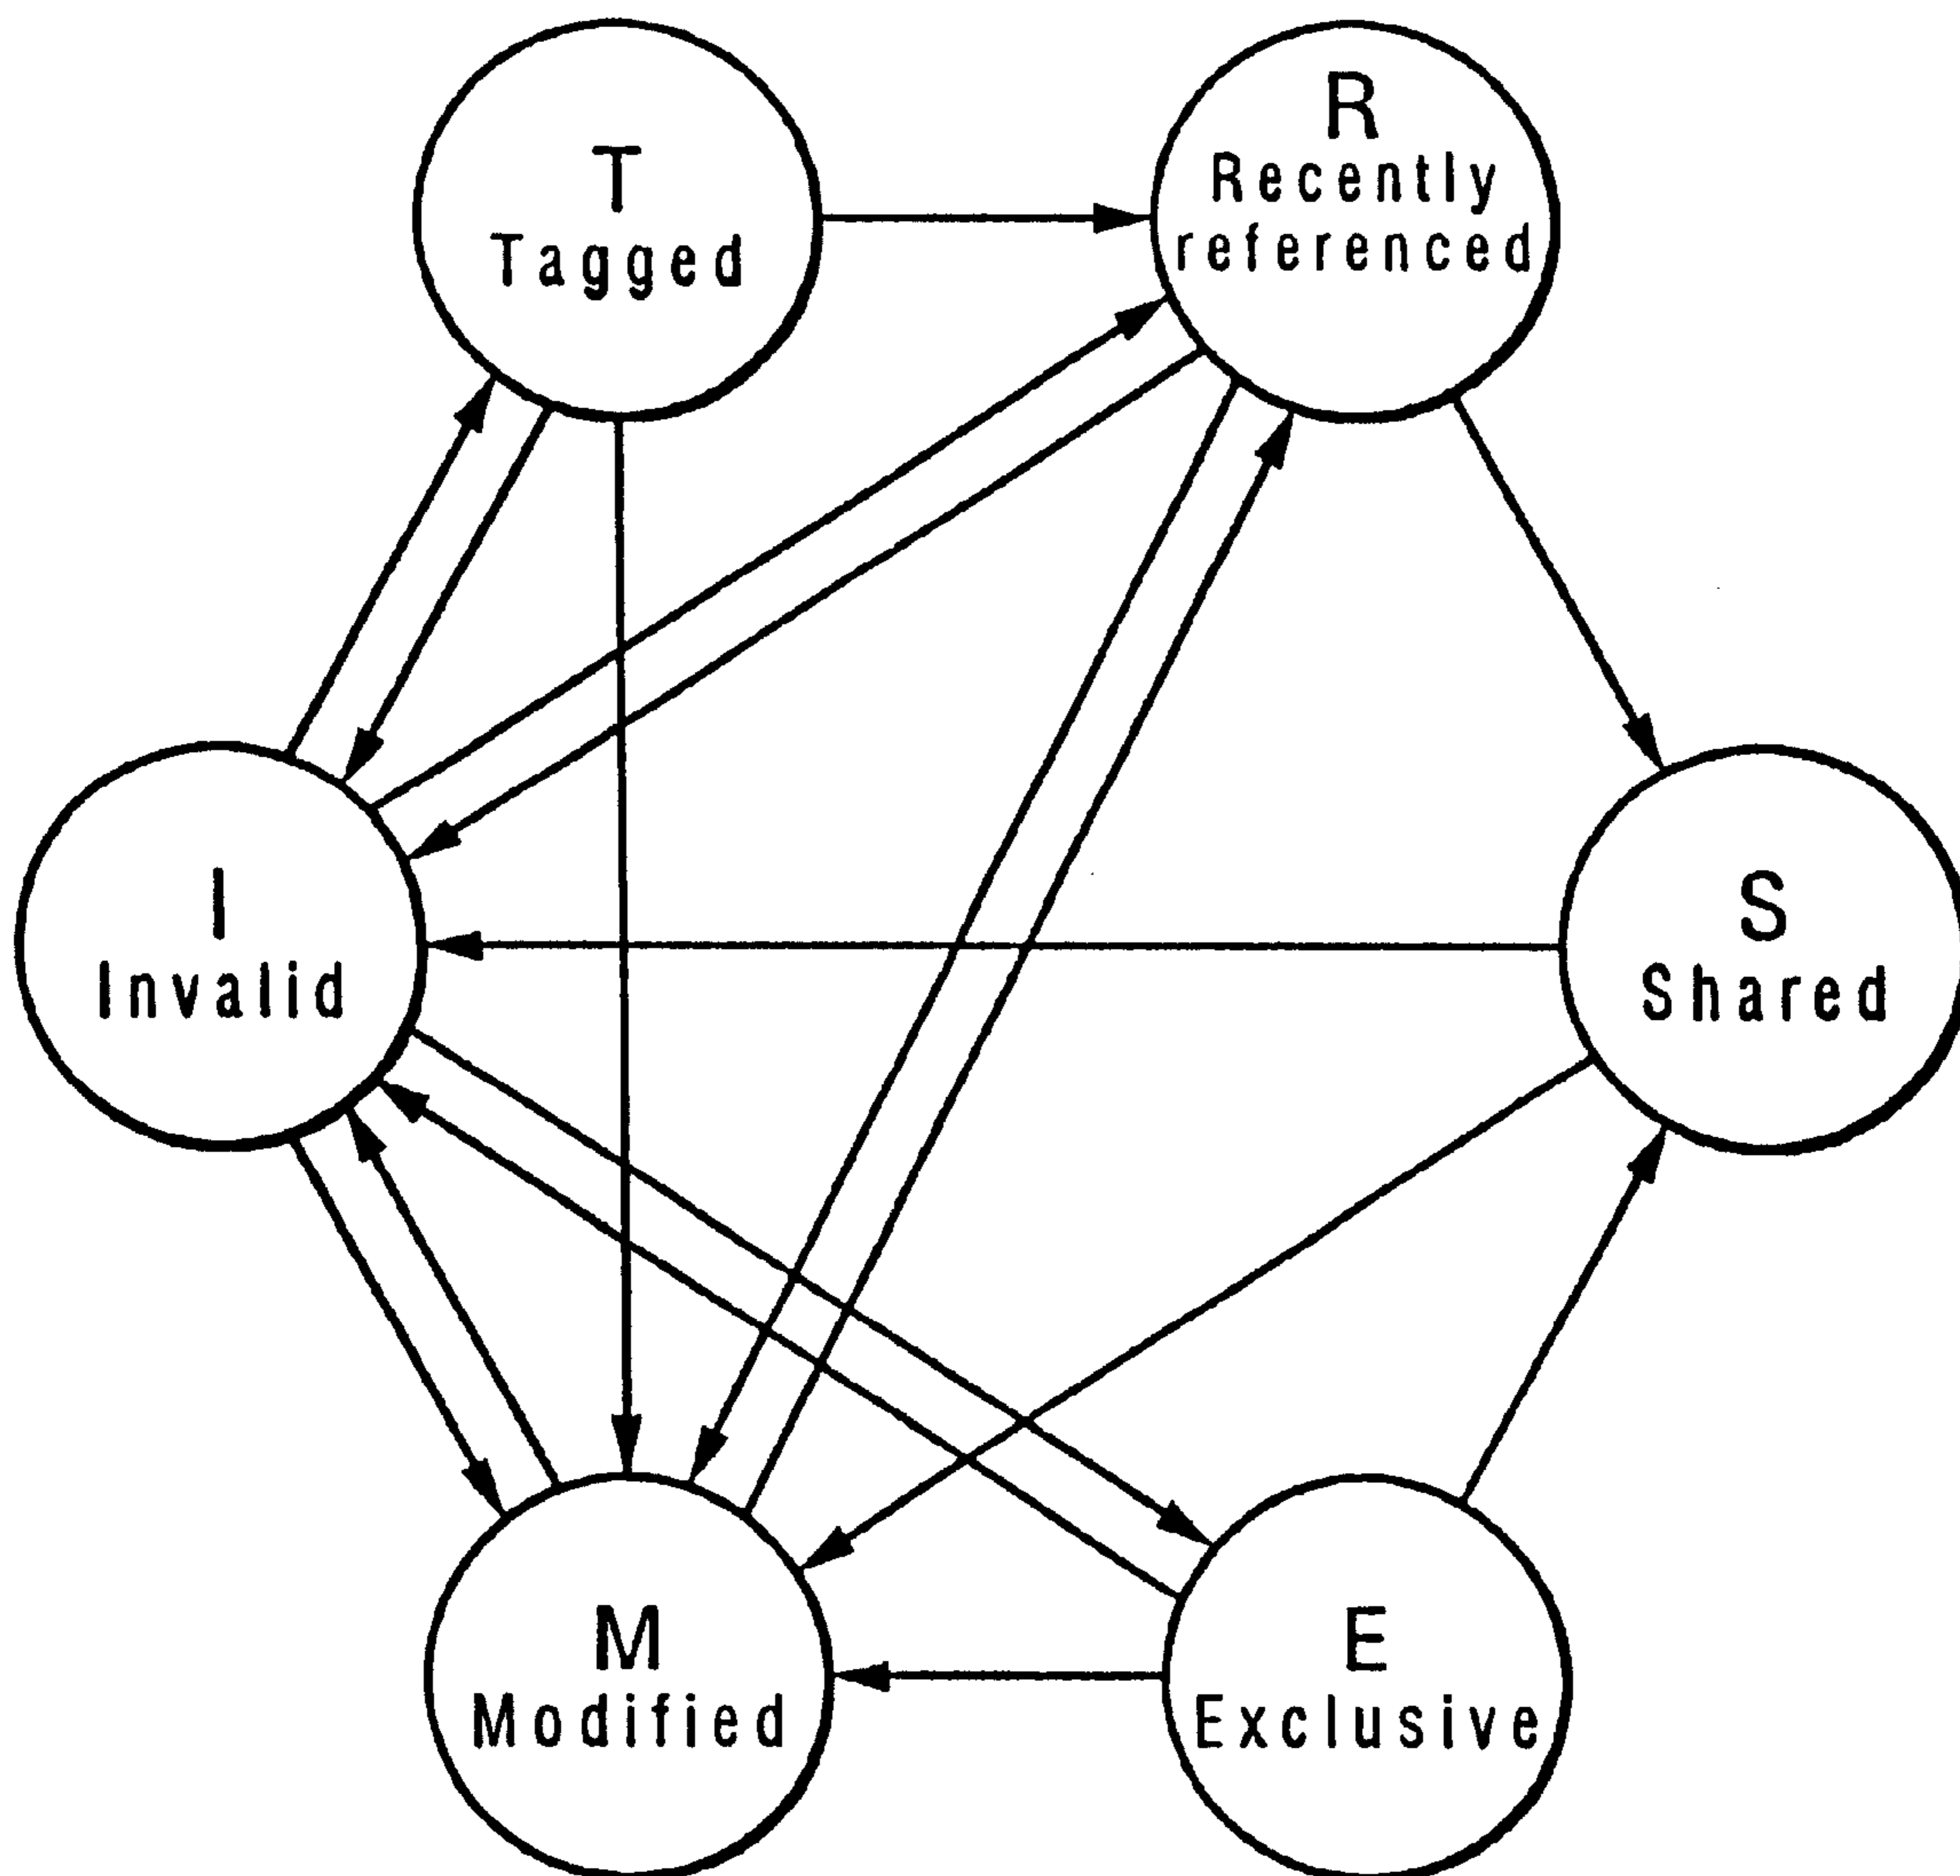 T
Tagged
R
Recently
referenced
I
Invalid
S
Shared
M
Modified
E
Exclusive